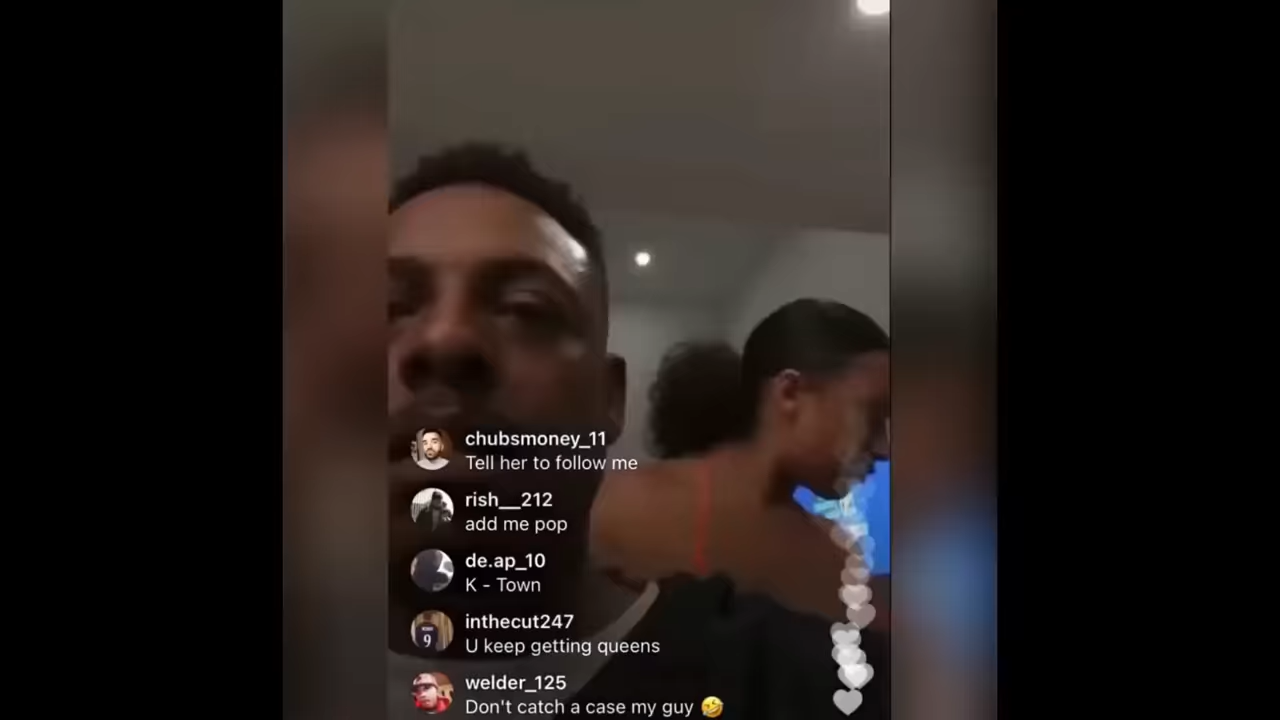 chubsmoney_11
Tell her to follow me
rish__212
add me pop
de.ap_10
K - Town
inthecut247
U keep getting queens
9
welder_125
Don't catch a case my guy 🤣